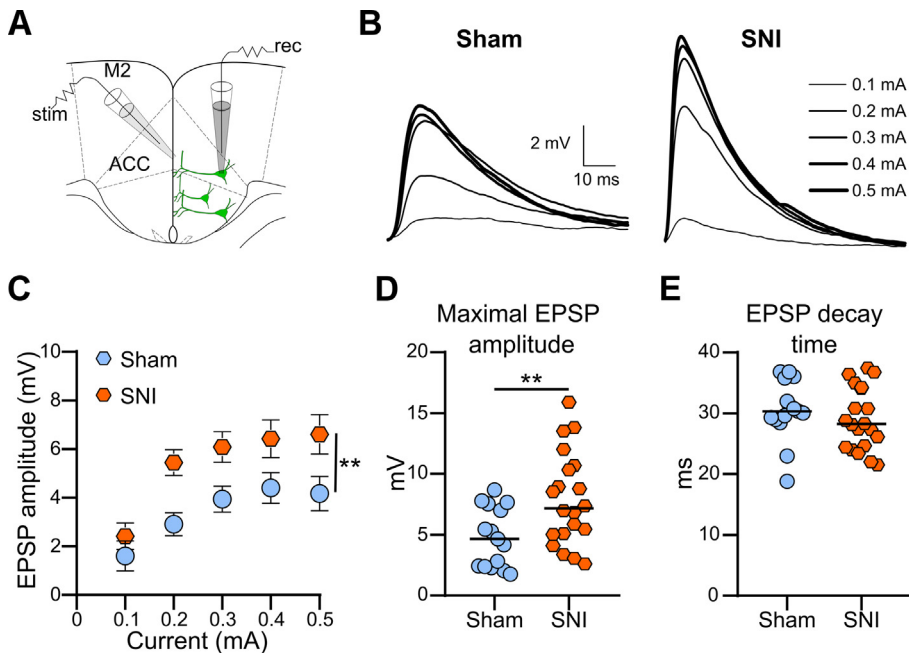 A
rec
M2
stim
ACC
B
Sham
SNI
2 mV
10 ms
0.1 mA
0.2 mA
0.3 mA
0.4 mA
0.5 mA
C
Sham
SNI
EPSP amplitude (mV)
10
8
6
4
2
0
**
0
0.1
0.2
0.3
0.4
0.5
Current (mA)
D
Maximal EPSP
amplitude
mV
20
15
10
5
0
**
Sham
SNI
E
EPSP decay
time
ms
40
30
20
10
0
Sham
SNI